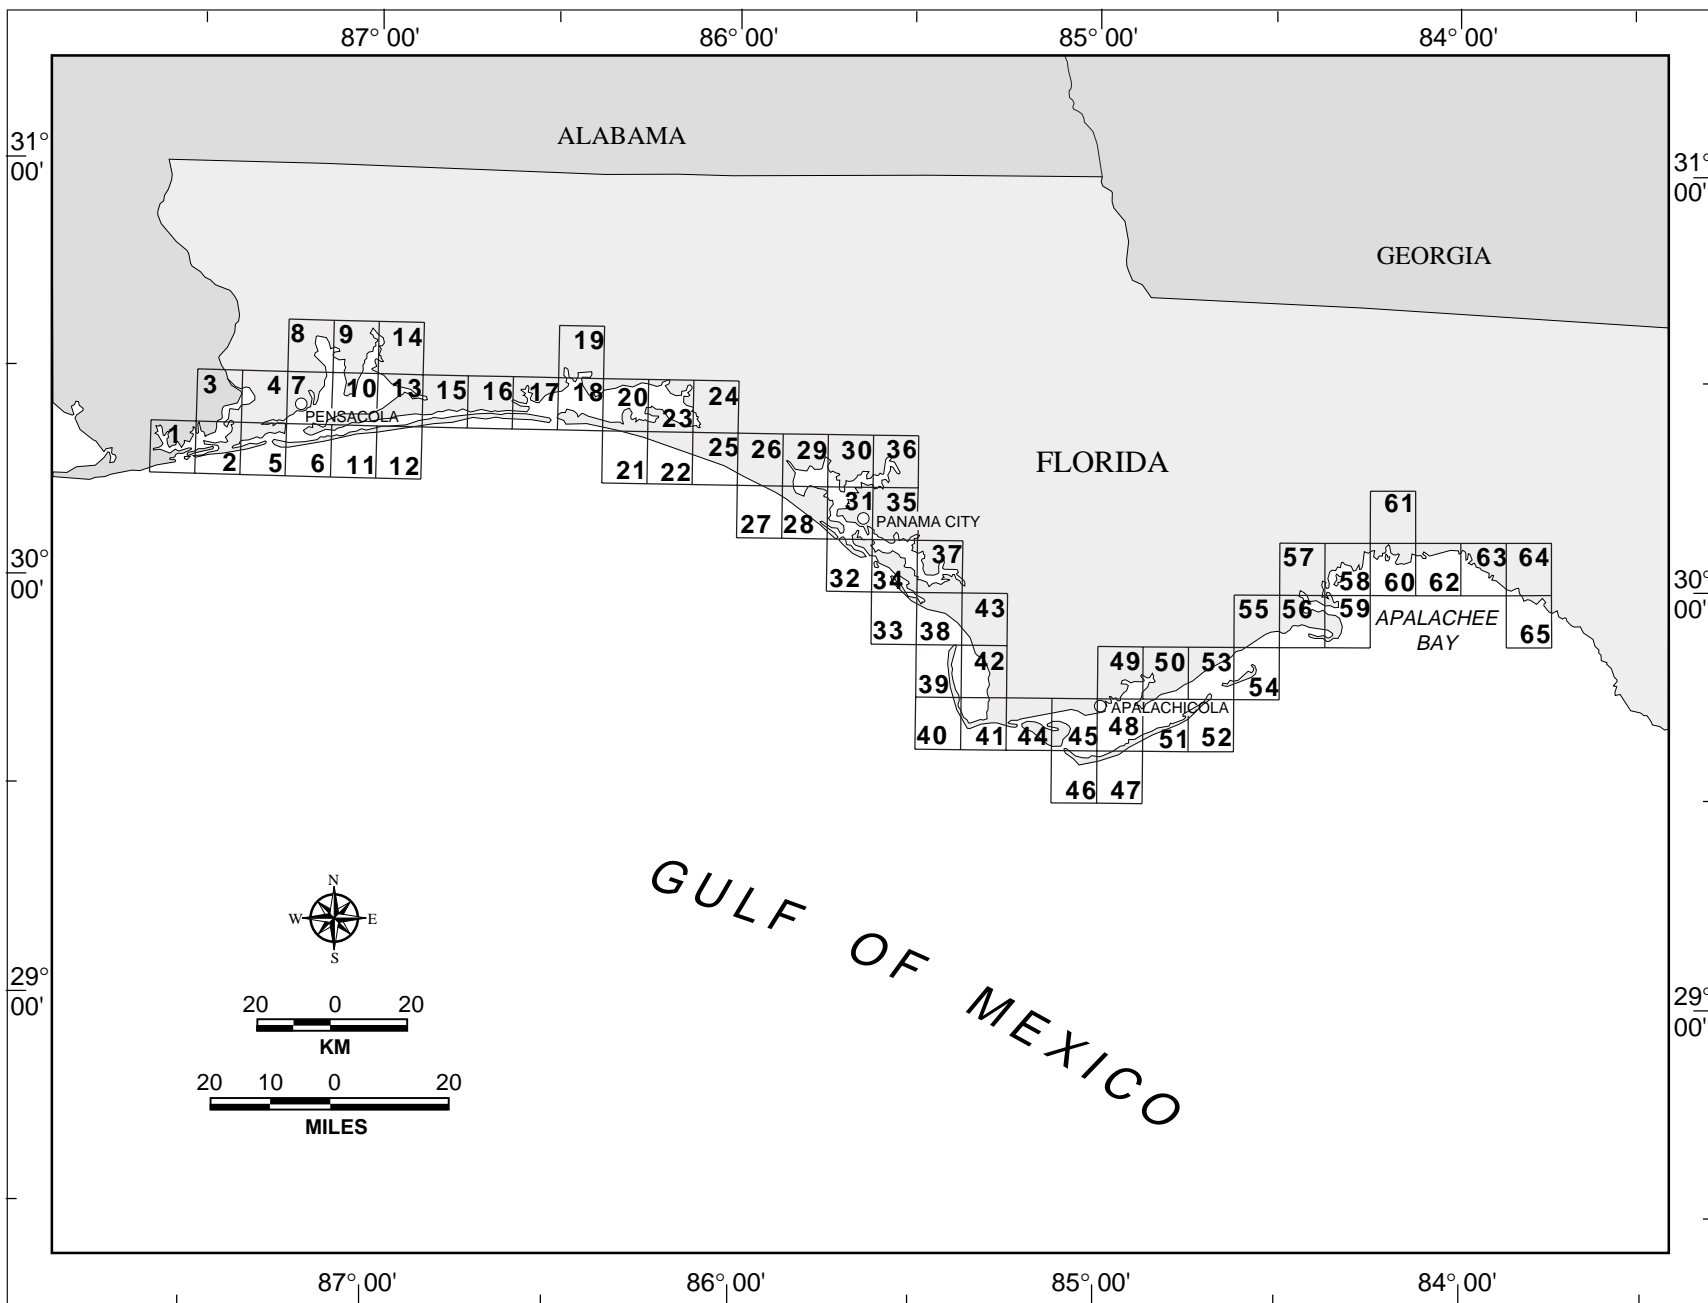 87° 00' 86° 00' 85° 00' 84° 00'
31°
00'
ALABAMA
31°
00'
GEORGIA
8 9 14 19
3 4 7 10 13 15 16 17 18 20 24
PENSACOLA
23
1
2 5 6 11 12
21 22 25 26 29 30 36
FLORIDA
31 35
PANAMA CITY
27 28
61
30°
00'
37
57 63 64
30°
00'
32 34
58 60 62
43 55 56 59
APALACHEE
BAY
33 38
65
42 49 50 53
39
54
APALACHICOLA
40 41 44 45 48 51 52
46 47
GULF OF MEXICO
N
W E
S
29°
00'
29°
00'
20 0 20
KM
20 10 0 20
MILES
87° 00' 86° 00' 85° 00' 84° 00'